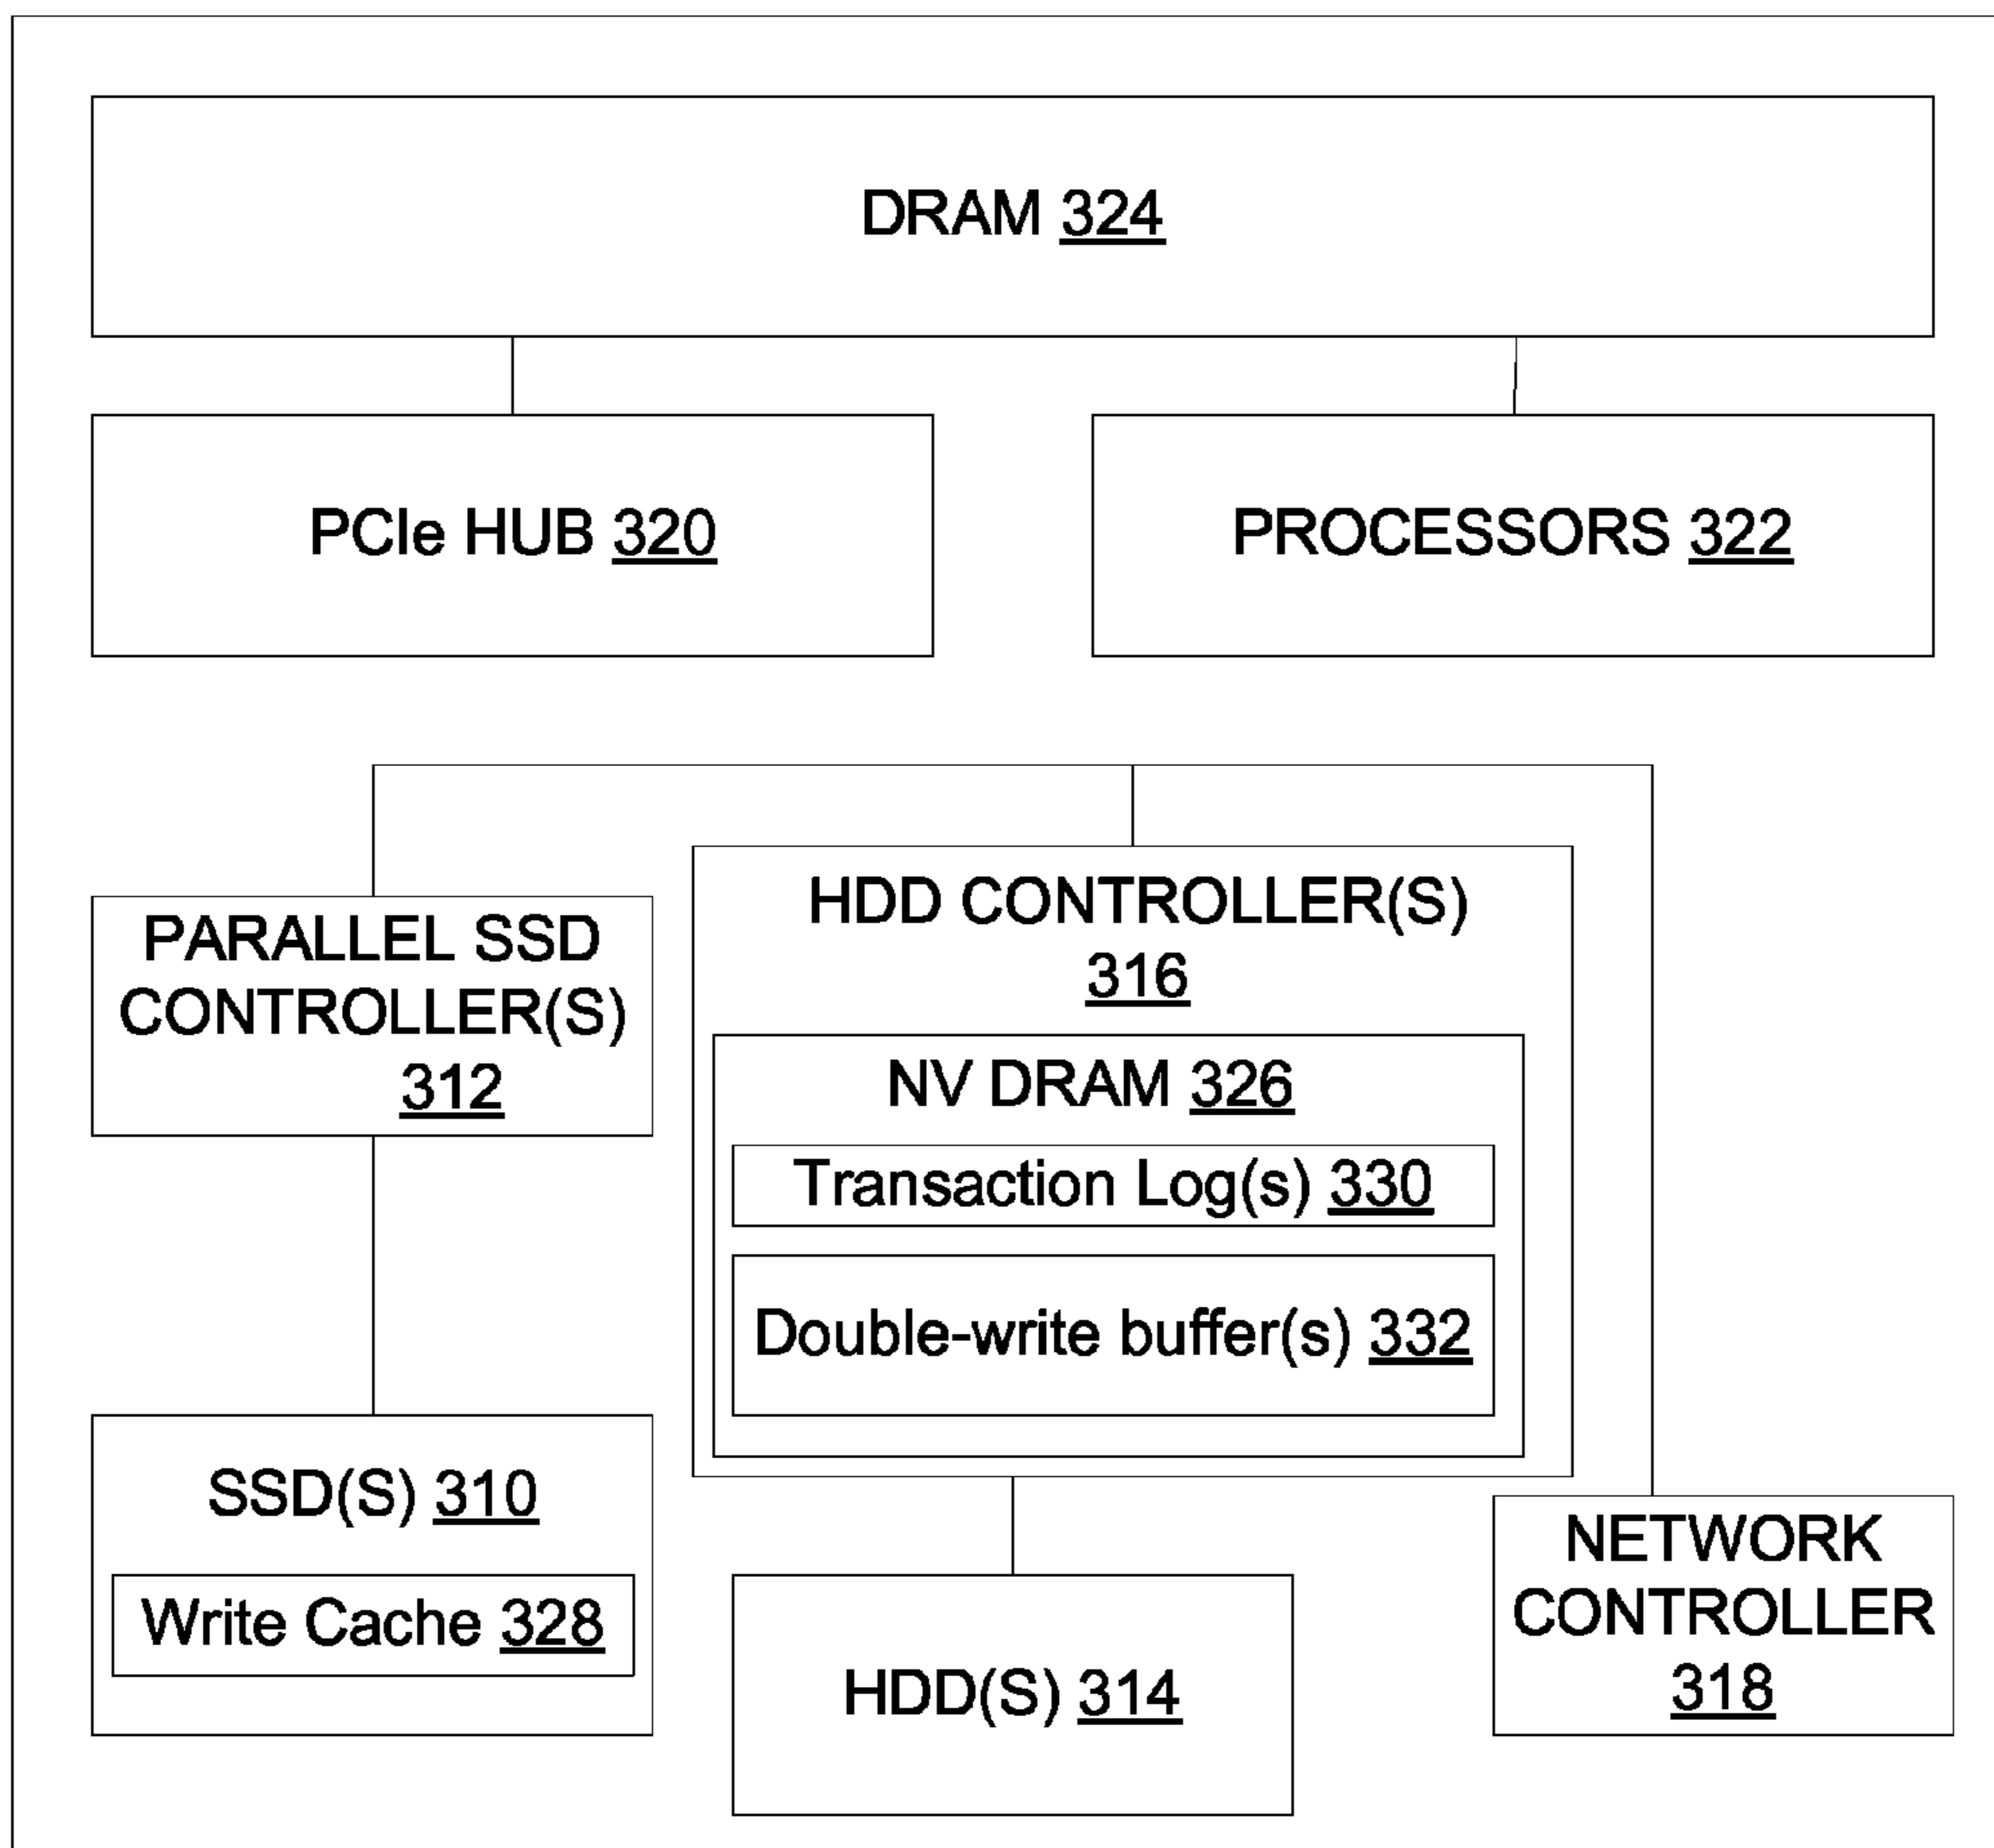 DRAM 324
PCIe HUB 320
PROCESSORS 322
PARALLEL SSD
CONTROLLER(S)
312
HDD CONTROLLER(S)
316
NV DRAM 326
Transaction Log(s) 330
Double-write buffer(s) 332
SSD(S) 310
Write Cache 328
HDD(S) 314
NETWORK
CONTROLLER
318